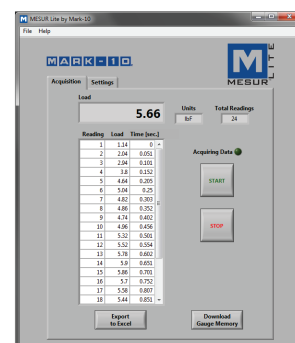 MESUR Lite by Mark-10
File Help
MARK-10
M
MESUR
LITE
Acquisition Settings
Load
5.66
Units
lbF
Total Readings
24
Reading Load Time [sec.]
1 1.14 0
2 2.04 0.051
3 2.94 0.101
4 3.8 0.152
5 4.64 0.205
6 5.04 0.25
7 4.82 0.303
8 4.86 0.352
9 4.74 0.402
10 4.96 0.456
11 5.32 0.501
12 5.52 0.554
13 5.78 0.602
14 5.9 0.651
15 5.86 0.701
16 5.7 0.752
17 5.58 0.807
18 5.44 0.851
Acquiring Data
START
STOP
Export
to Excel
Download
Gauge Memory